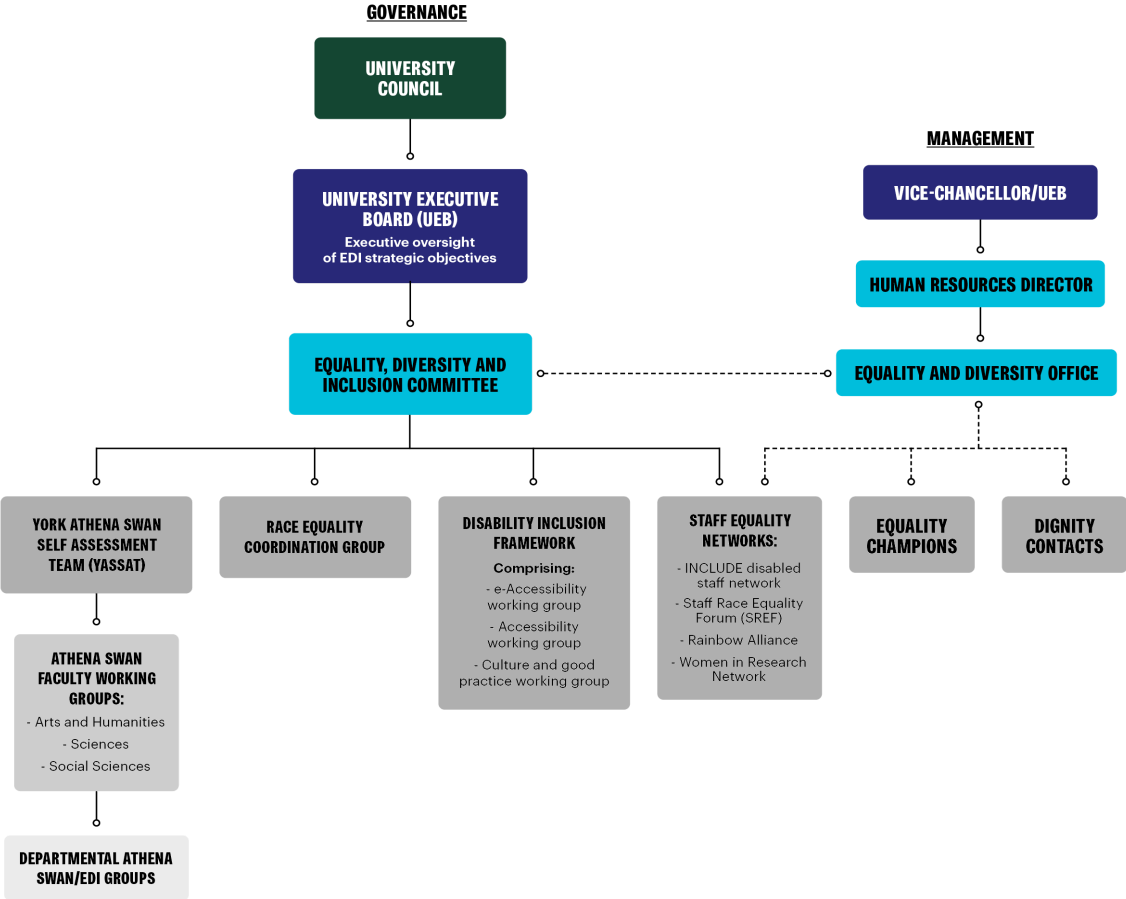 GOVERNANCE
UNIVERSITY
COUNCIL
UNIVERSITY EXECUTIVE
BOARD (UEB)
Executive oversight
of EDI strategic objectives
EQUALITY, DIVERSITY AND
INCLUSION COMMITTEE
MANAGEMENT
VICE-CHANCELLOR/UEB
HUMAN RESOURCES DIRECTOR
EQUALITY AND DIVERSITY OFFICE
YORK ATHENA SWAN
SELF ASSESSMENT
TEAM (YASSAT)
ATHENA SWAN
FACULTY WORKING
GROUPS:
- Arts and Humanities
- Sciences
- Social Sciences
DEPARTMENTAL ATHENA
SWAN/EDI GROUPS
RACE EQUALITY
COORDINATION GROUP
DISABILITY INCLUSION
FRAMEWORK
Comprising:
- e-Accessibility
working group
- Accessibility
working group
- Culture and good
practice working group
STAFF EQUALITY
NETWORKS:
- INCLUDE disabled
staff network
- Staff Race Equality
Forum (SREF)
- Rainbow Alliance
- Women in Research
Network
EQUALITY
CHAMPIONS
DIGNITY
CONTACTS